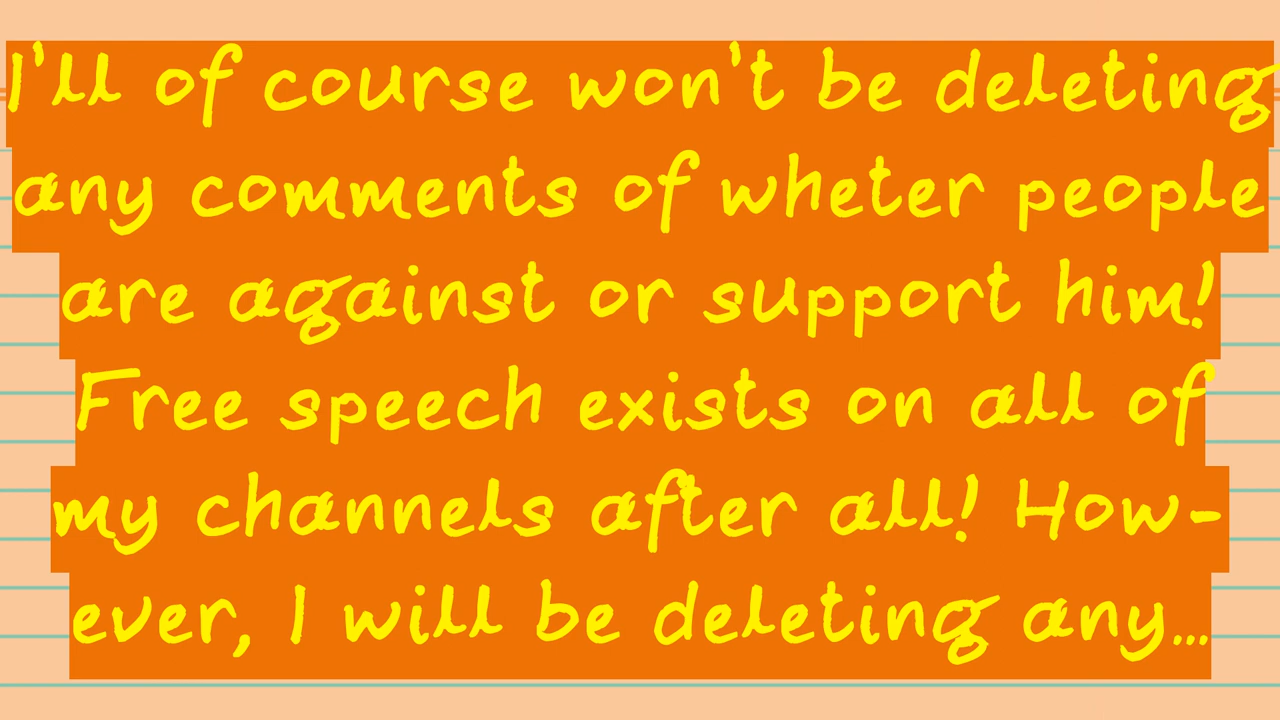 I'll of course won't be deleting
any comments of wheter people
are against or support him!
Free speech exists on all of
my channels after all! How-
ever, I will be deleting any...